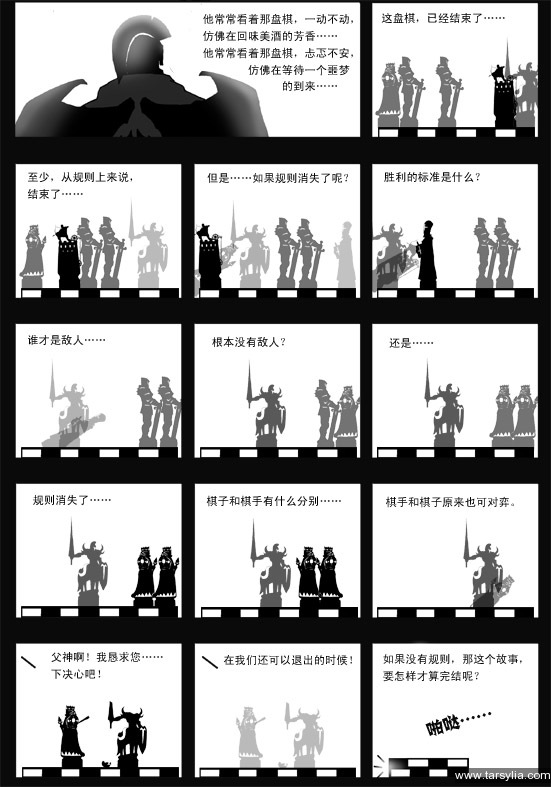 他常常看着那盘棋,一动不动,
仿佛在回味美酒的芳香……
他常常看着那盘棋,忐忑不安,
仿佛在等待一个噩梦
的到来……
这盘棋,已经结束了……
至少,从规则上来说,
结束了……
但是……如果规则消失了呢?
胜利的标准是什么?
谁才是敌人……
根本没有敌人?
还是……
规则消失了……
棋子和棋手有什么分别……
棋手和棋子原来也可对弈。
父神啊!我恳求您……
下决心吧!
在我们还可以退出的时候!
如果没有规则,那这个故事,
要怎样才算完结呢?
啪哒……
www.tarsylia.com